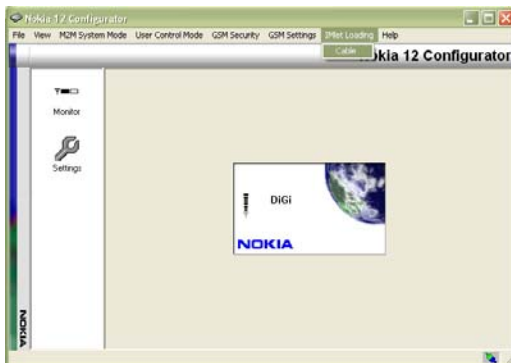 Nokia 12 Configurator
File View M2M System Mode User Control Mode GSM Security GSM Settings IMlet Loading Help
Cable
kia 12 Configurator
Monitor
Settings
DiGi
NOKIA
NOKIA